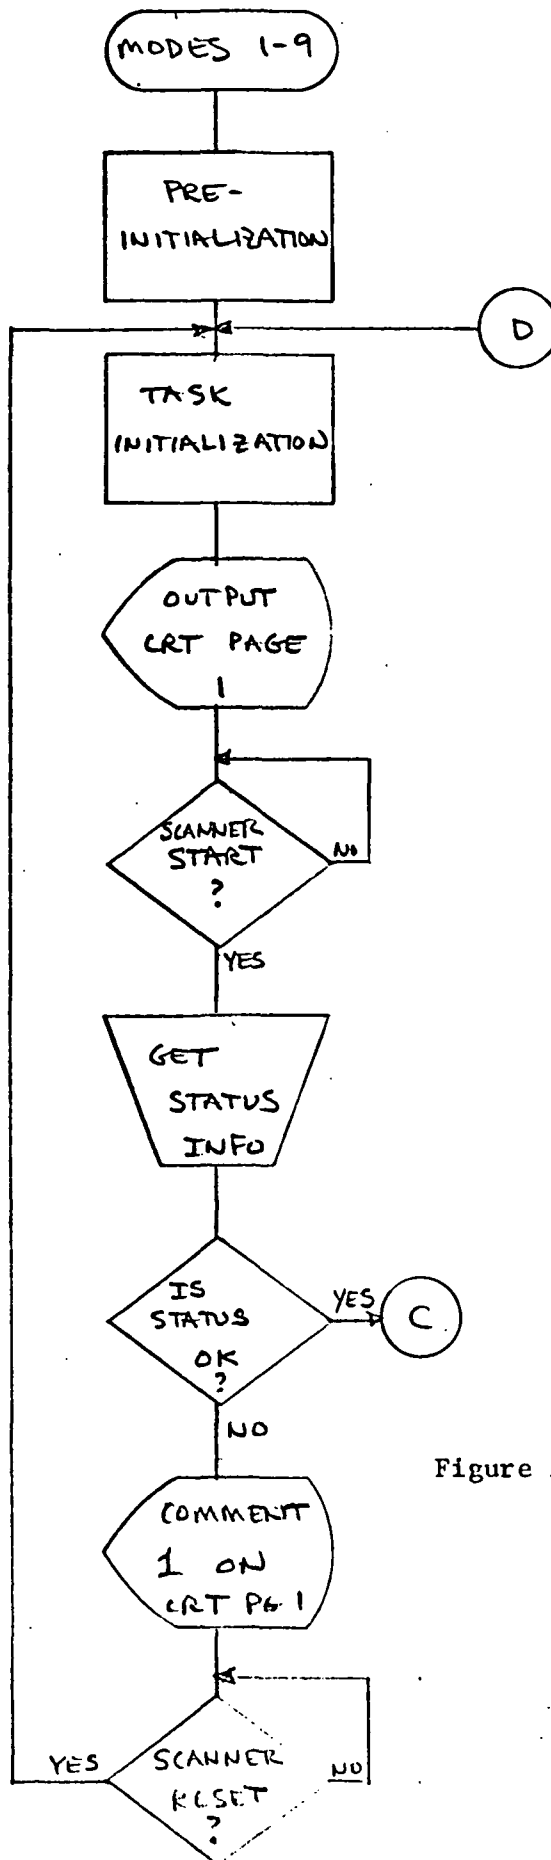 MODES 1-9
PRE-
INITIALIZATION
D
TASK
INITIALIZATION
OUTPUT
CRT PAGE
1
SCANNER
START
?
NO
YES
GET
STATUS
INFO
IS
STATUS
OK
?
YES
C
NO
Figure
COMMENT
1 ON
CRT PG 1
YES
SCANNER
RESET
?
NO